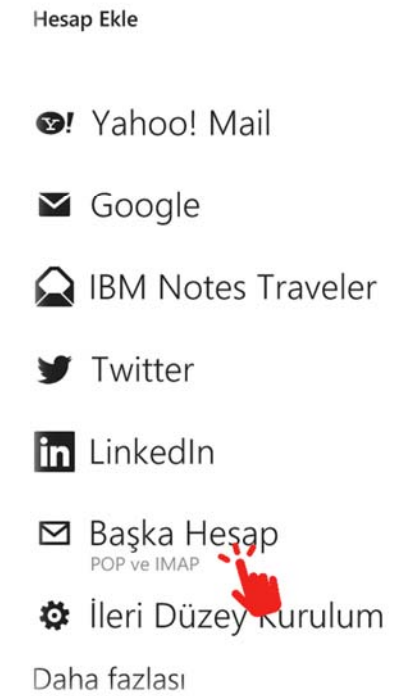 Hesap Ekle
Yahoo! Mail
Google
IBM Notes Traveler
Twitter
in LinkedIn
Başka Hesap
POP ve IMAP
İleri Düzey Kurulum
Daha fazlası